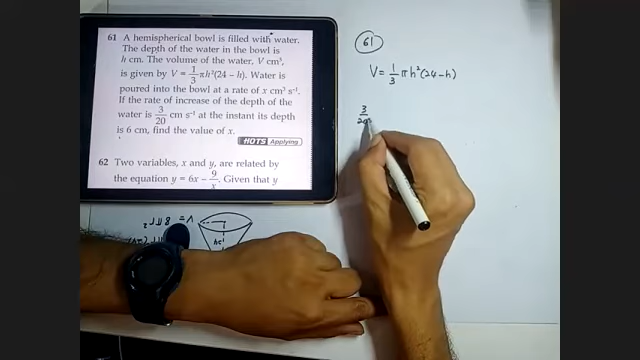 61 A hemispherical bowl is filled with water.
The depth of the water in the bowl is
h cm. The volume of the water, V cm³,
is given by V = 1/3 πh²(24 – h). Water is
poured into the bowl at a rate of x cm³ s⁻¹.
If the rate of increase of the depth of the
water is 3/20 cm s⁻¹ at the instant its depth
is 6 cm, find the value of x.
HOTS Applying
62 Two variables, x and y, are related by
the equation y = 6x – 9/x. Given that y
61
V = 1/3 πh²(24-h)
3/20
V = 8πr²